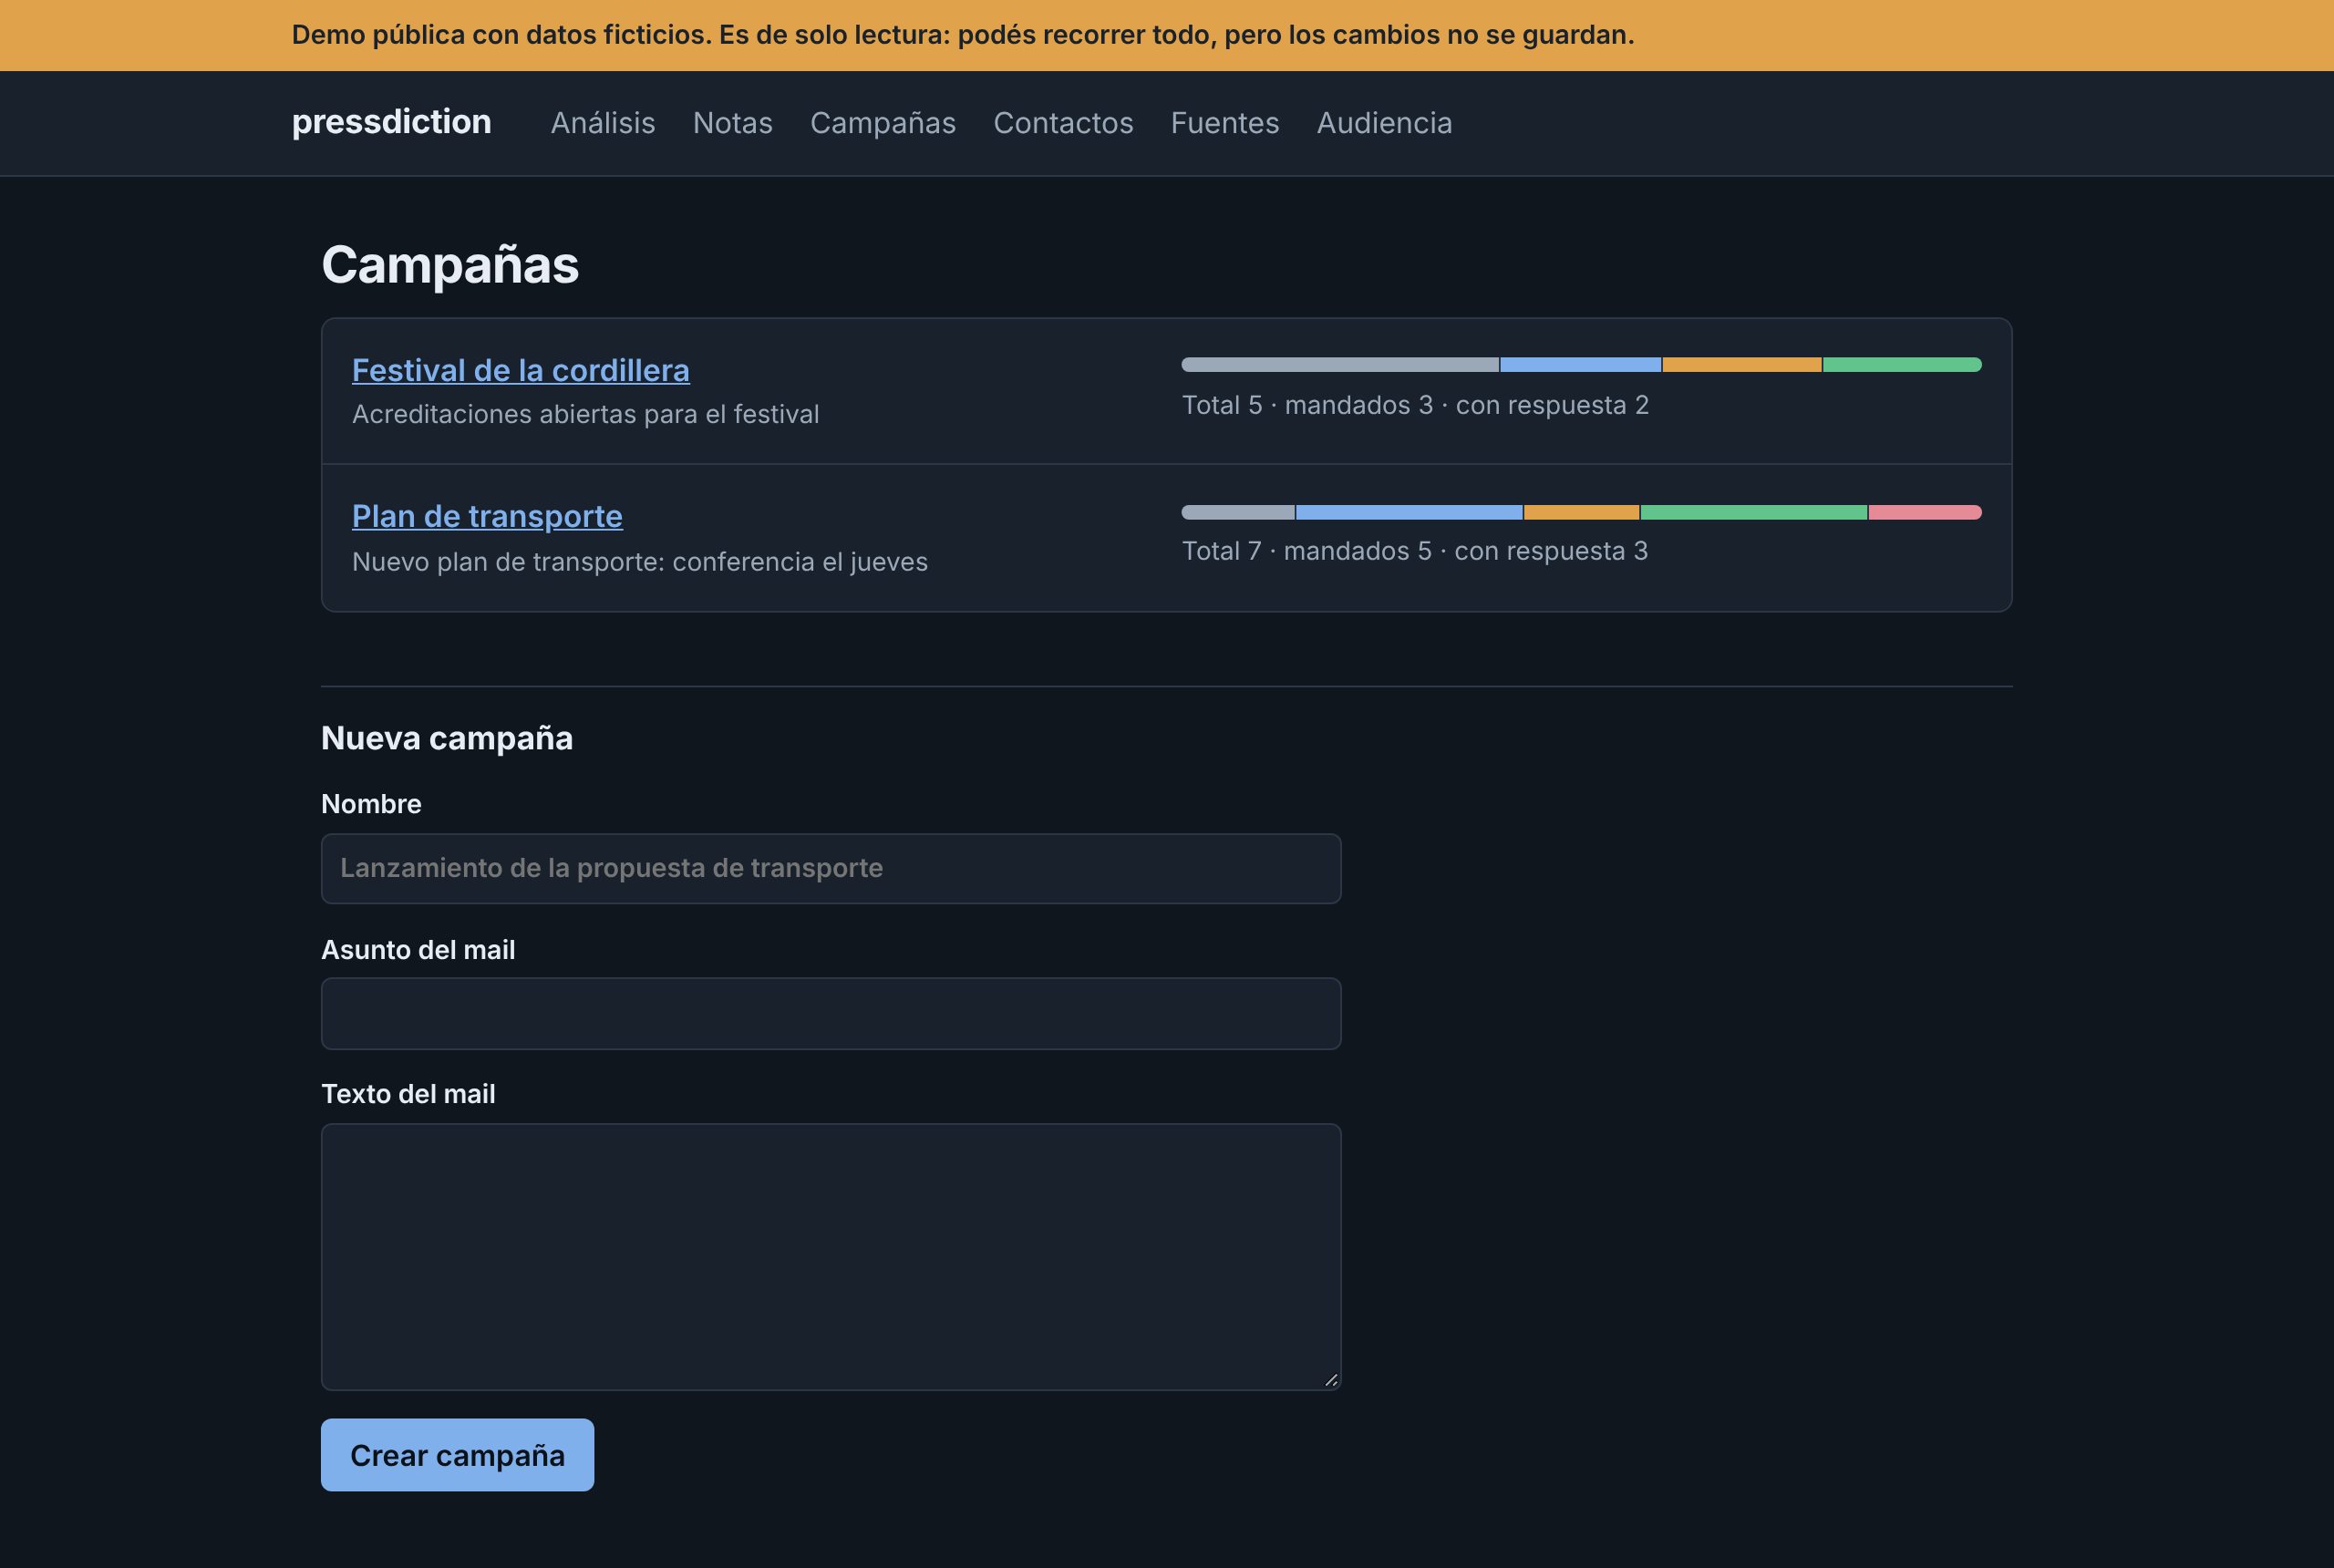 Demo pública con datos ficticios. Es de solo lectura: podés recorrer todo, pero los cambios no se guardan.
pressdiction Análisis Notas Campañas Contactos Fuentes Audiencia
Campañas
Festival de la cordillera
Acreditaciones abiertas para el festival
Total 5 · mandados 3 · con respuesta 2
Plan de transporte
Nuevo plan de transporte: conferencia el jueves
Total 7 · mandados 5 · con respuesta 3
Nueva campaña
Nombre
Lanzamiento de la propuesta de transporte
Asunto del mail
Texto del mail
Crear campaña